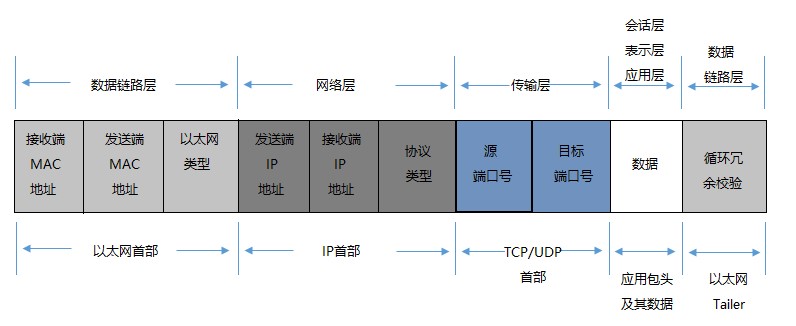 数据链路层
网络层
传输层
会话层
表示层
应用层
数据
链路层
接收端
MAC
地址
发送端
MAC
地址
以太网
类型
发送端
IP
地址
接收端
IP
地址
协议
类型
源
端口号
目标
端口号
数据
循环冗
余校验
以太网首部
IP首部
TCP/UDP
首部
应用包头
及其数据
以太网
Tailer